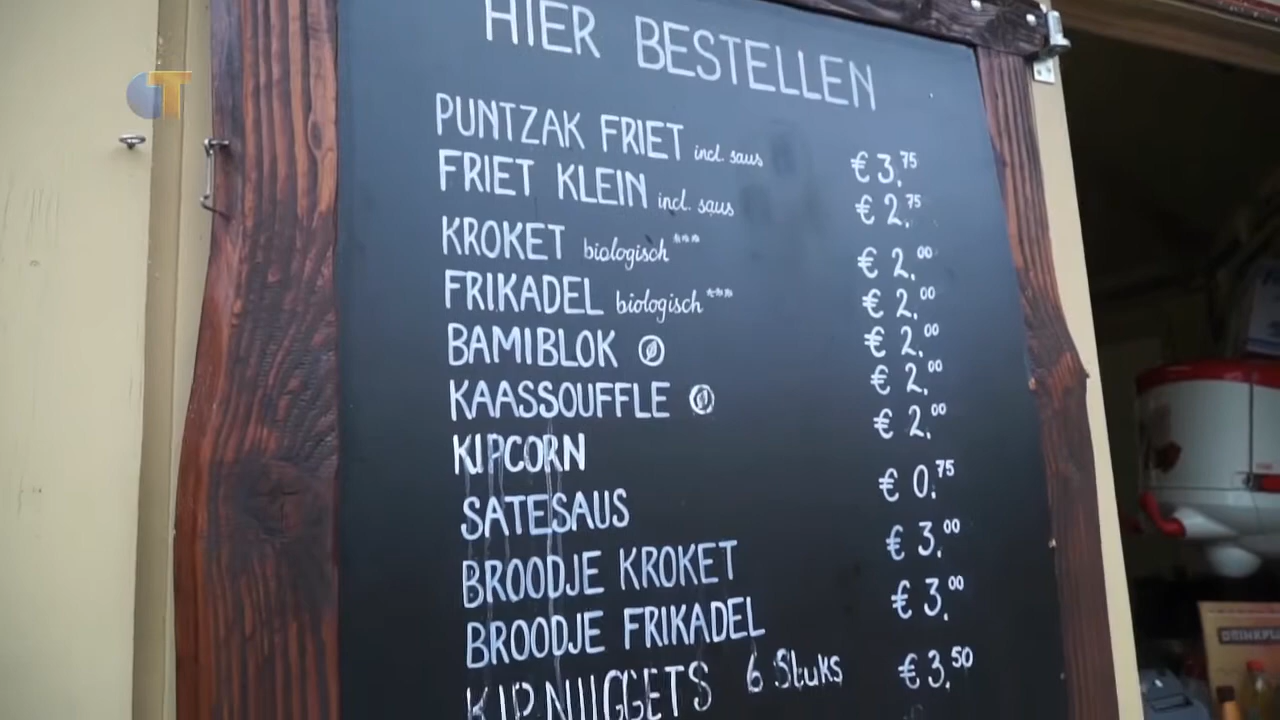 HIER BESTELLEN
PUNTZAK FRIET incl. saus € 3.75
FRIET KLEIN incl. saus € 2.75
KROKET biologisch*** € 2.00
FRIKADEL biologisch*** € 2.00
BAMIBLOK € 2.00
KAASSOUFFLE € 2.00
KIPCORN € 2.00
SATESAUS € 0.75
BROODJE KROKET € 3.00
BROODJE FRIKADEL € 3.00
KIPNUGGETS 6 Stuks € 3.50
T